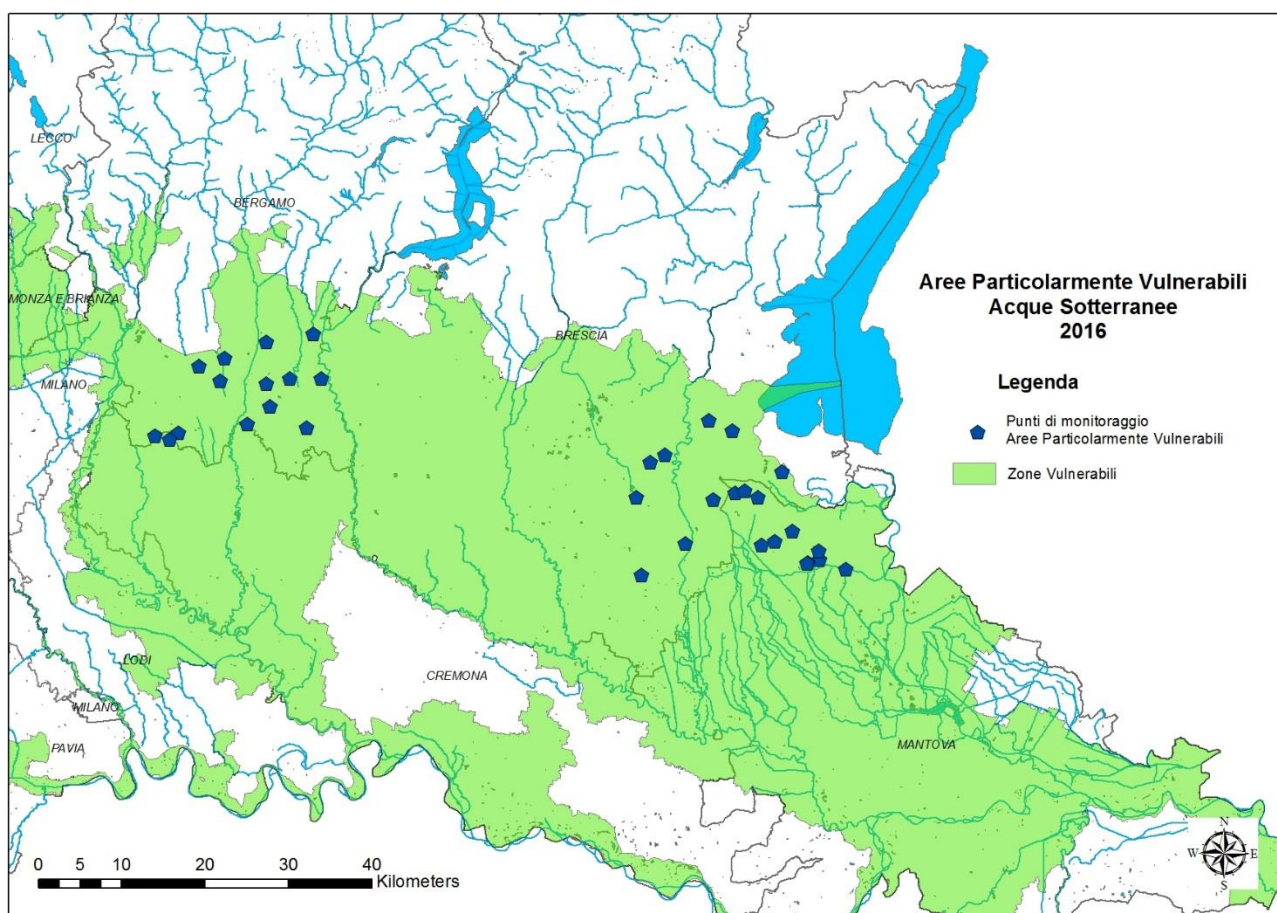 LECCO
BERGAMO
MONZA E BRIANZA
MILANO
BRESCIA
Aree Particolarmente Vulnerabili
Acque Sotterranee
2016
Legenda
Punti di monitoraggio
Aree Particolarmente Vulnerabili
Zone Vulnerabili
LODI
CREMONA
MILANO
PAVIA
MANTOVA
0 5 10 20 30 40
Kilometers
N
W E
S